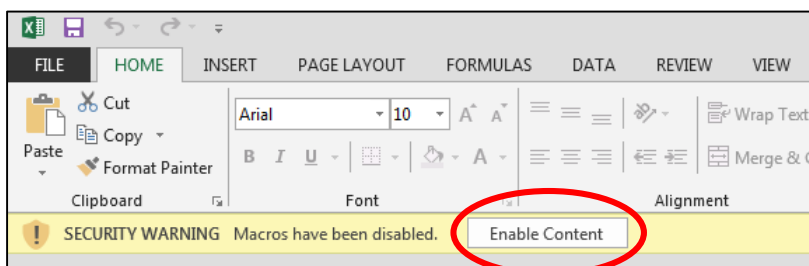 FILE HOME INSERT PAGE LAYOUT FORMULAS DATA REVIEW VIEW
Cut
Copy
Format Painter
Paste
Arial 10 A A
B I U A
Wrap Text
Merge &
Clipboard Font Alignment
! SECURITY WARNING Macros have been disabled. Enable Content